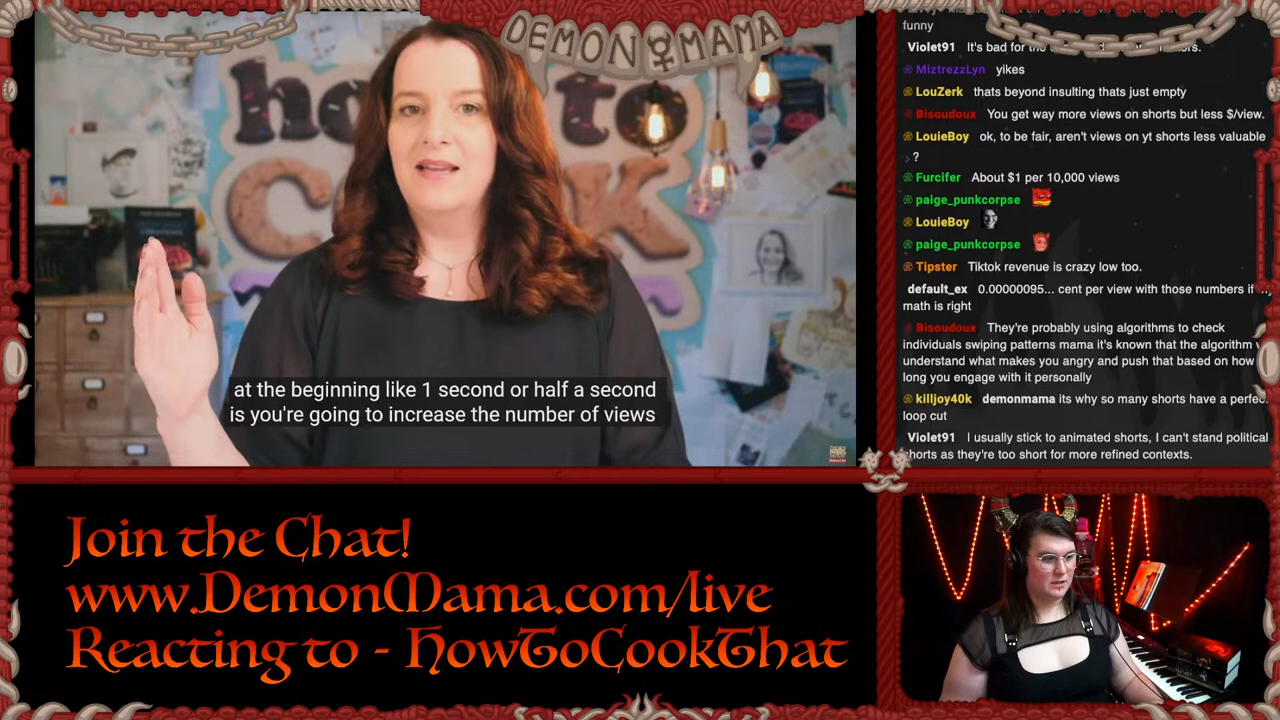 DEMON MAMA
how to
COOK
at the beginning like 1 second or half a second
is you're going to increase the number of views
funny
Violet91 It's bad for the
MiztrezzLyn yikes
LouZerk thats beyond insulting thats just empty
Bisoudoux You get way more views on shorts but less $/view.
LouieBoy ok, to be fair, aren't views on yt shorts less valuable
?
Furcifer About $1 per 10,000 views
paige_punkcorpse
LouieBoy
paige_punkcorpse
Tipster Tiktok revenue is crazy low too.
default_ex 0.00000095... cent per view with those numbers if my
math is right
Bisoudoux They're probably using algorithms to check
individuals swiping patterns mama it's known that the algorithm
understand what makes you angry and push that based on how
long you engage with it personally
killjoy40k demonmama its why so many shorts have a perfect
loop cut
Violet91 I usually stick to animated shorts, I can't stand political
shorts as they're too short for more refined contexts.
Join the Chat!
www.DemonMama.com/live
Reacting to - HowToCookThat